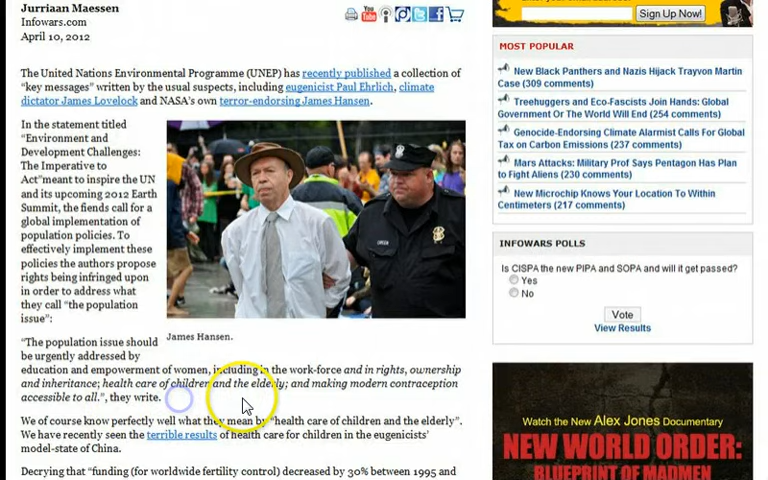 Jurriaan Maessen
Infowars.com
April 10, 2012
The United Nations Environmental Programme (UNEP) has recently published a collection of
“key messages” written by the usual suspects, including eugenicist Paul Ehrlich, climate
dictator James Lovelock and NASA's own terror-endorsing James Hansen.
In the statement titled
“Environment and
Development Challenges:
The Imperative to
Act”meant to inspire the UN
and its upcoming 2012 Earth
Summit, the fiends call for a
global implementation of
population policies. To
effectively implement these
policies the authors propose
rights being infringed upon
in order to address what
they call “the population
issue”:
James Hansen.
“The population issue should
be urgently addressed by
education and empowerment of women, including in the work-force and in rights, ownership
and inheritance; health care of children and the elderly; and making modern contraception
accessible to all.”, they write.
We of course know perfectly well what they mean by “health care of children and the elderly”.
We have recently seen the terrible results of health care for children in the eugenicists’
model-state of China.
Decrying that “funding (for worldwide fertility control) decreased by 30% between 1995 and
You
Tube
Sign Up Now!
MOST POPULAR
New Black Panthers and Nazis Hijack Trayvon Martin
Case (309 comments)
Treehuggers and Eco-Fascists Join Hands: Global
Government Or The World Will End (254 comments)
Genocide-Endorsing Climate Alarmist Calls For Global
Tax on Carbon Emissions (237 comments)
Mars Attacks: Military Prof Says Pentagon Has Plan
to Fight Aliens (230 comments)
New Microchip Knows Your Location To Within
Centimeters (217 comments)
INFOWARS POLLS
Is CISPA the new PIPA and SOPA and will it get passed?
Yes
No
Vote
View Results
Watch the New Alex Jones Documentary
NEW WORLD ORDER:
BLUEPRINT OF MADMEN